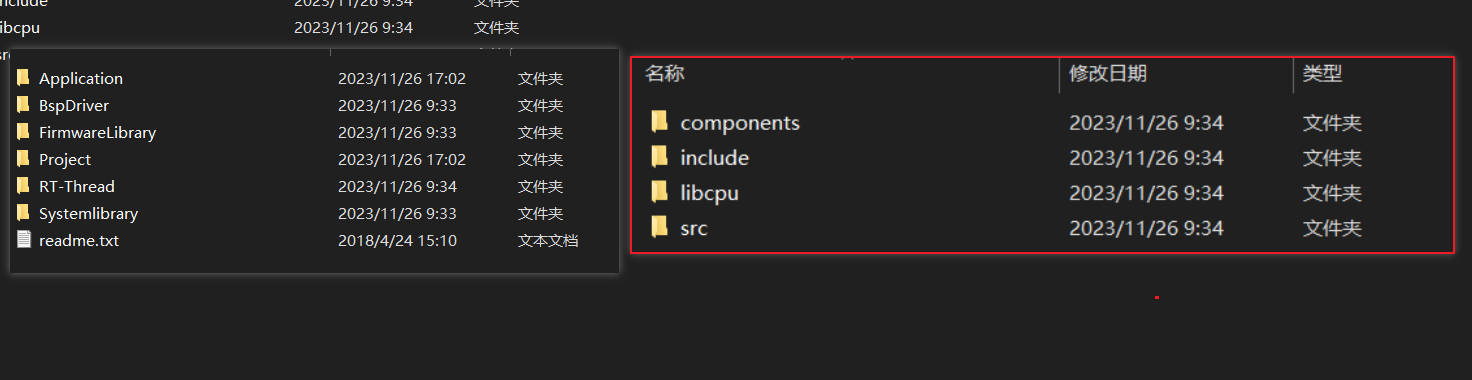 include 2023/11/26 9:34 文件夹
libcpu 2023/11/26 9:34 文件夹
Application 2023/11/26 17:02 文件夹
BspDriver 2023/11/26 9:33 文件夹
FirmwareLibrary 2023/11/26 9:33 文件夹
Project 2023/11/26 17:02 文件夹
RT-Thread 2023/11/26 9:34 文件夹
Systemlibrary 2023/11/26 9:33 文件夹
readme.txt 2018/4/24 15:10 文本文档
名称 修改日期 类型
components 2023/11/26 9:34 文件夹
include 2023/11/26 9:34 文件夹
libcpu 2023/11/26 9:34 文件夹
src 2023/11/26 9:34 文件夹